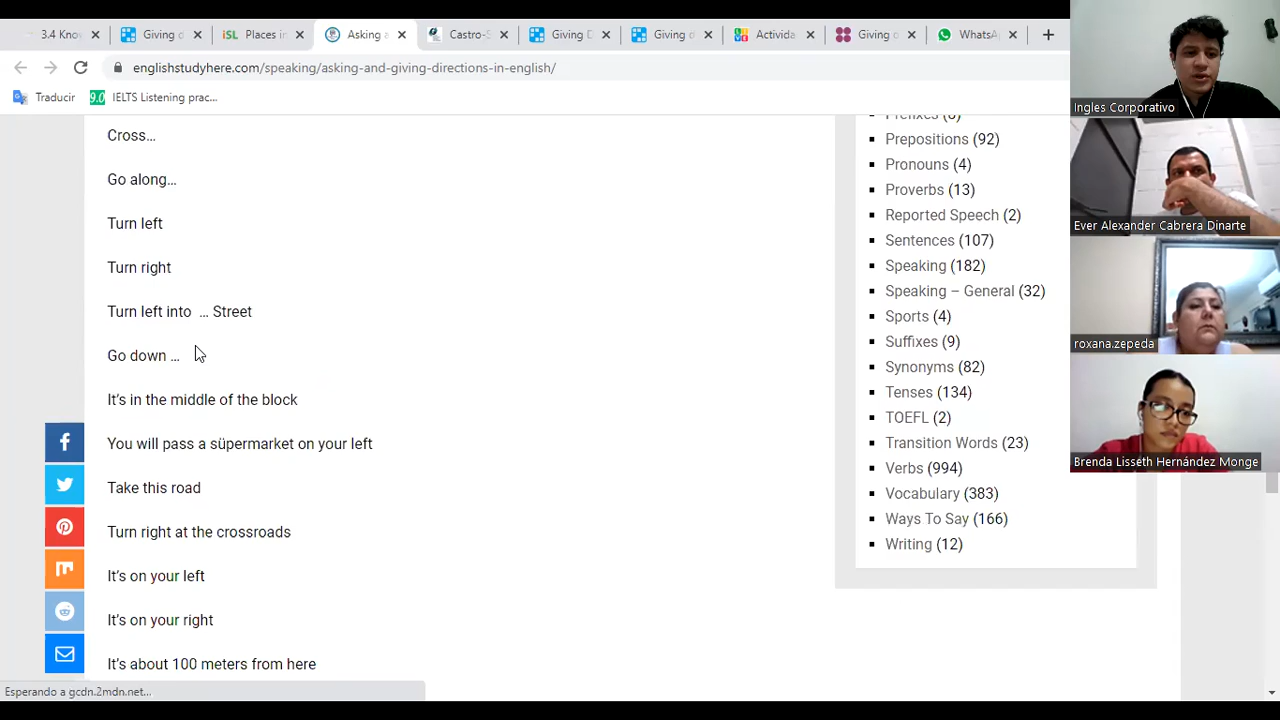 3.4 Kno
Giving d
Places in
Asking a
Castro-S
Giving D
Giving d
Activida
Giving o
WhatsA
englishstudyhere.com/speaking/asking-and-giving-directions-in-english/
Traducir
9.0 IELTS Listening prac...
Cross…
Go along…
Turn left
Turn right
Turn left into … Street
Go down …
It’s in the middle of the block
You will pass a süpermarket on your left
Take this road
Turn right at the crossroads
It’s on your left
It’s on your right
It’s about 100 meters from here
Prefixes (6)
Prepositions (92)
Pronouns (4)
Proverbs (13)
Reported Speech (2)
Sentences (107)
Speaking (182)
Speaking – General (32)
Sports (4)
Suffixes (9)
Synonyms (82)
Tenses (134)
TOEFL (2)
Transition Words (23)
Verbs (994)
Vocabulary (383)
Ways To Say (166)
Writing (12)
Ingles Corporativo
Ever Alexander Cabrera Dinarte
roxana.zepeda
Brenda Lisseth Hernández Monge
Esperando a gcdn.2mdn.net...